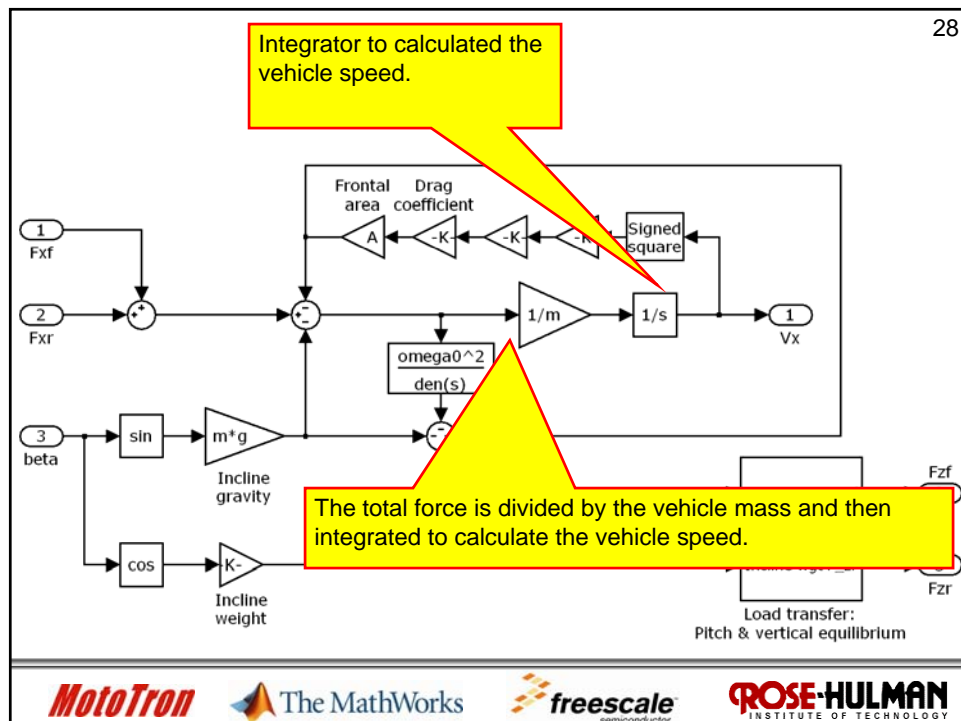 28
Integrator to calculated the
vehicle speed.
Frontal
area
Drag
coefficient
1
Fxf
A
-K-
-K-
-K
Signed
square
2
Fxr
1/m
1/s
1
Vx
omega0^2
den(s)
3
beta
sin
m*g
Incline
gravity
Fzf
The total force is divided by the vehicle mass and then
integrated to calculate the vehicle speed.
cos
-K-
Incline
weight
Fzr
Load transfer:
Pitch & vertical equilibrium
MotoTron
The MathWorks
freescale
semiconductor
ROSE-HULMAN
INSTITUTE OF TECHNOLOGY